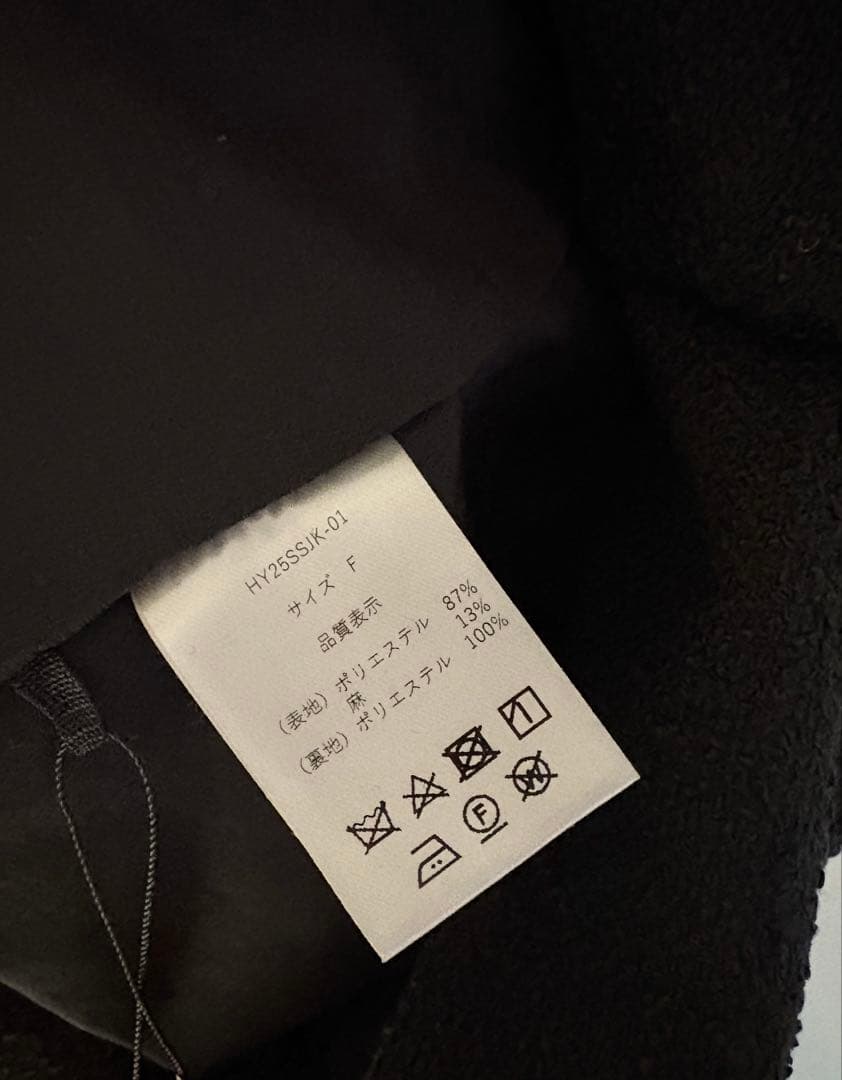 HY25SSJK-01
サイズ F
品質表示
(表地) ポリエステル 87%
麻 13%
(裏地) ポリエステル 100%
F
W